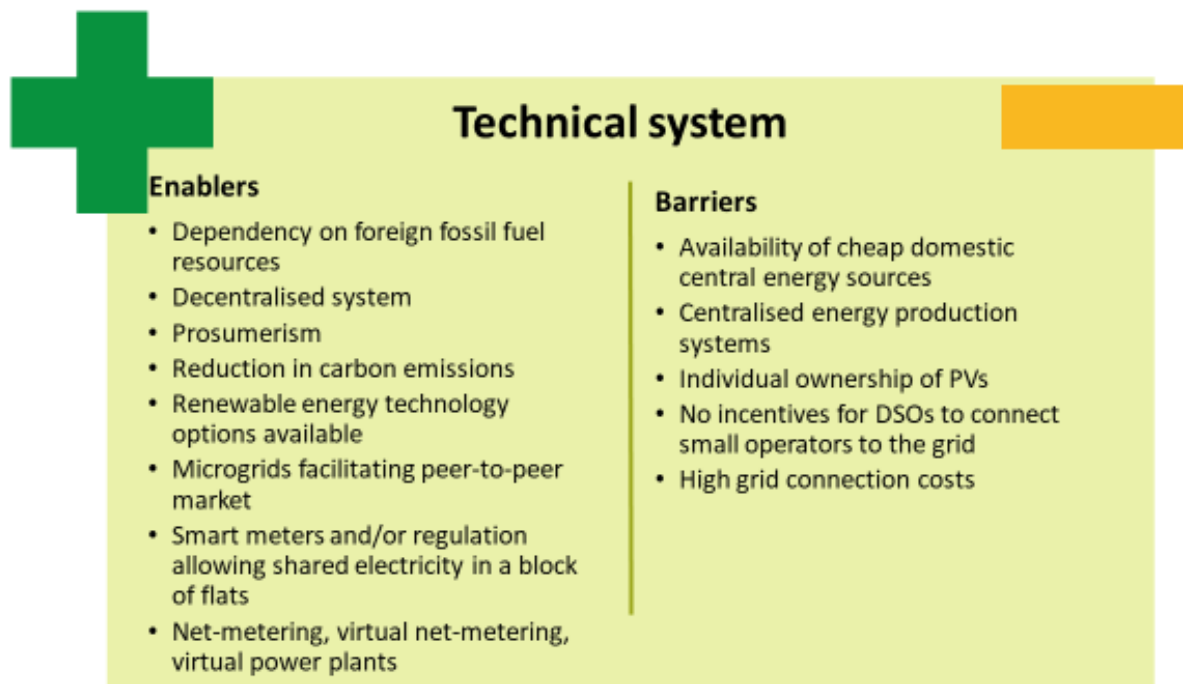 Technical system
Enablers
• Dependency on foreign fossil fuel
resources
• Decentralised system
• Prosumerism
• Reduction in carbon emissions
• Renewable energy technology
options available
• Microgrids facilitating peer-to-peer
market
• Smart meters and/or regulation
allowing shared electricity in a block
of flats
• Net-metering, virtual net-metering,
virtual power plants
Barriers
• Availability of cheap domestic
central energy sources
• Centralised energy production
systems
• Individual ownership of PVs
• No incentives for DSOs to connect
small operators to the grid
• High grid connection costs